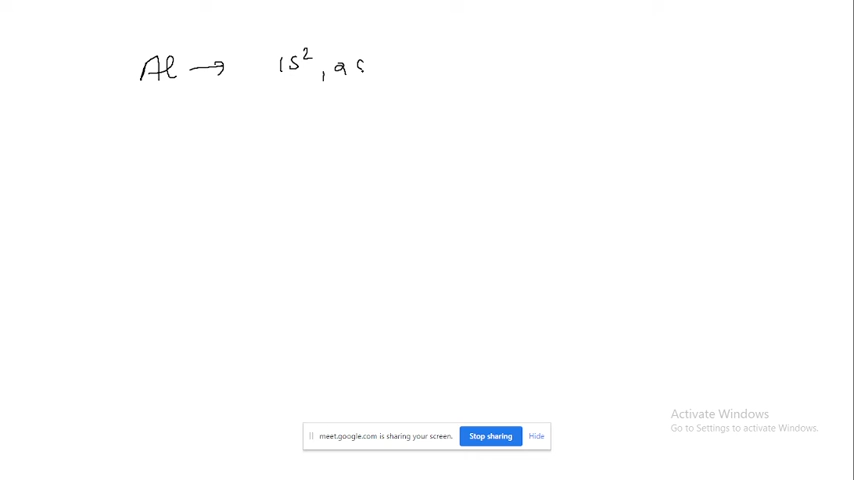 Al → 1s², 2s
Activate Windows
Go to Settings to activate Windows.
meet.google.com is sharing your screen. Stop sharing Hide